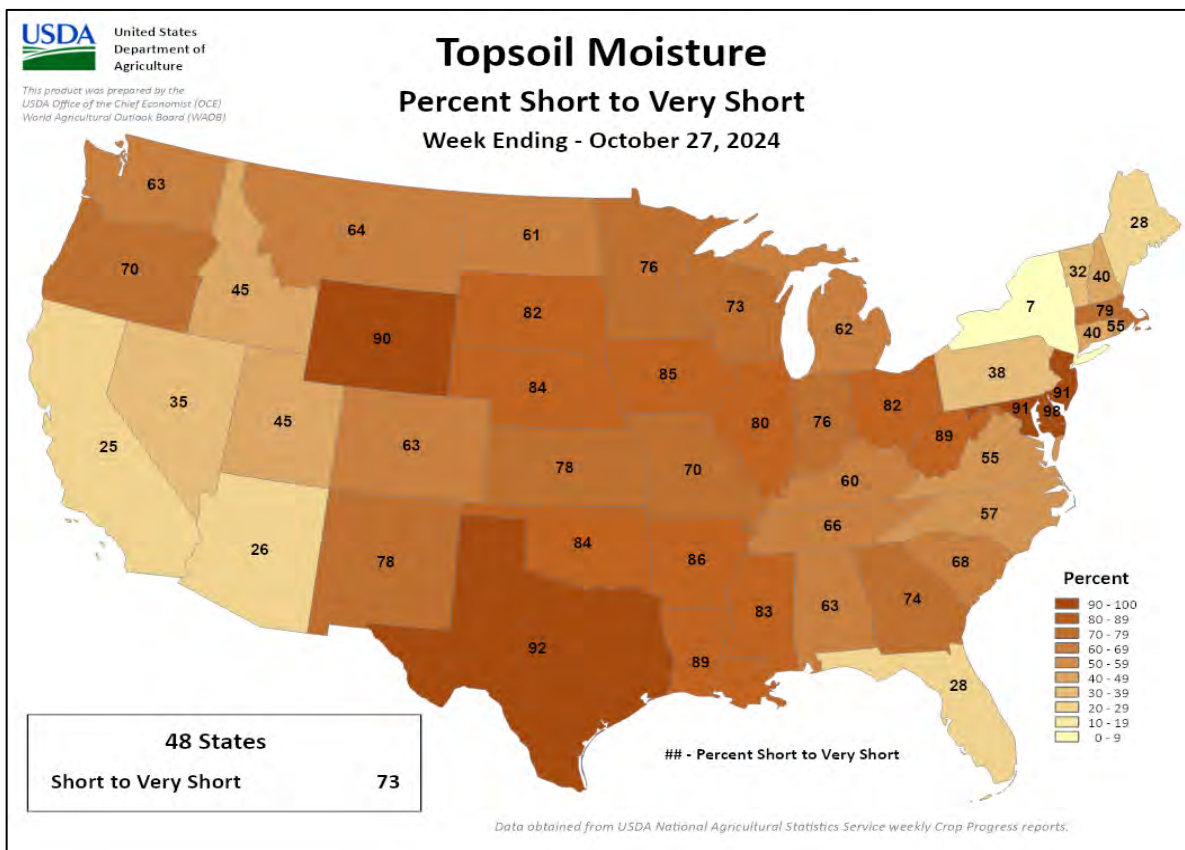 USDA
United States
Department of
Agriculture
This product was prepared by the
USDA Office of the Chief Economist (OCE)
World Agricultural Outlook Board (WAOB)
Topsoil Moisture
Percent Short to Very Short
Week Ending - October 27, 2024
63
64
61
76
28
70
45
82
73
62
32
40
7
79
55
40
90
84
85
38
35
45
63
80
76
82
89
91
91
98
25
78
70
60
55
26
78
84
86
66
57
68
92
89
83
63
74
28
Percent
90 - 100
80 - 89
70 - 79
60 - 69
50 - 59
40 - 49
30 - 39
20 - 29
10 - 19
0 - 9
48 States
Short to Very Short 73
## - Percent Short to Very Short
Data obtained from USDA National Agricultural Statistics Service weekly Crop Progress reports.